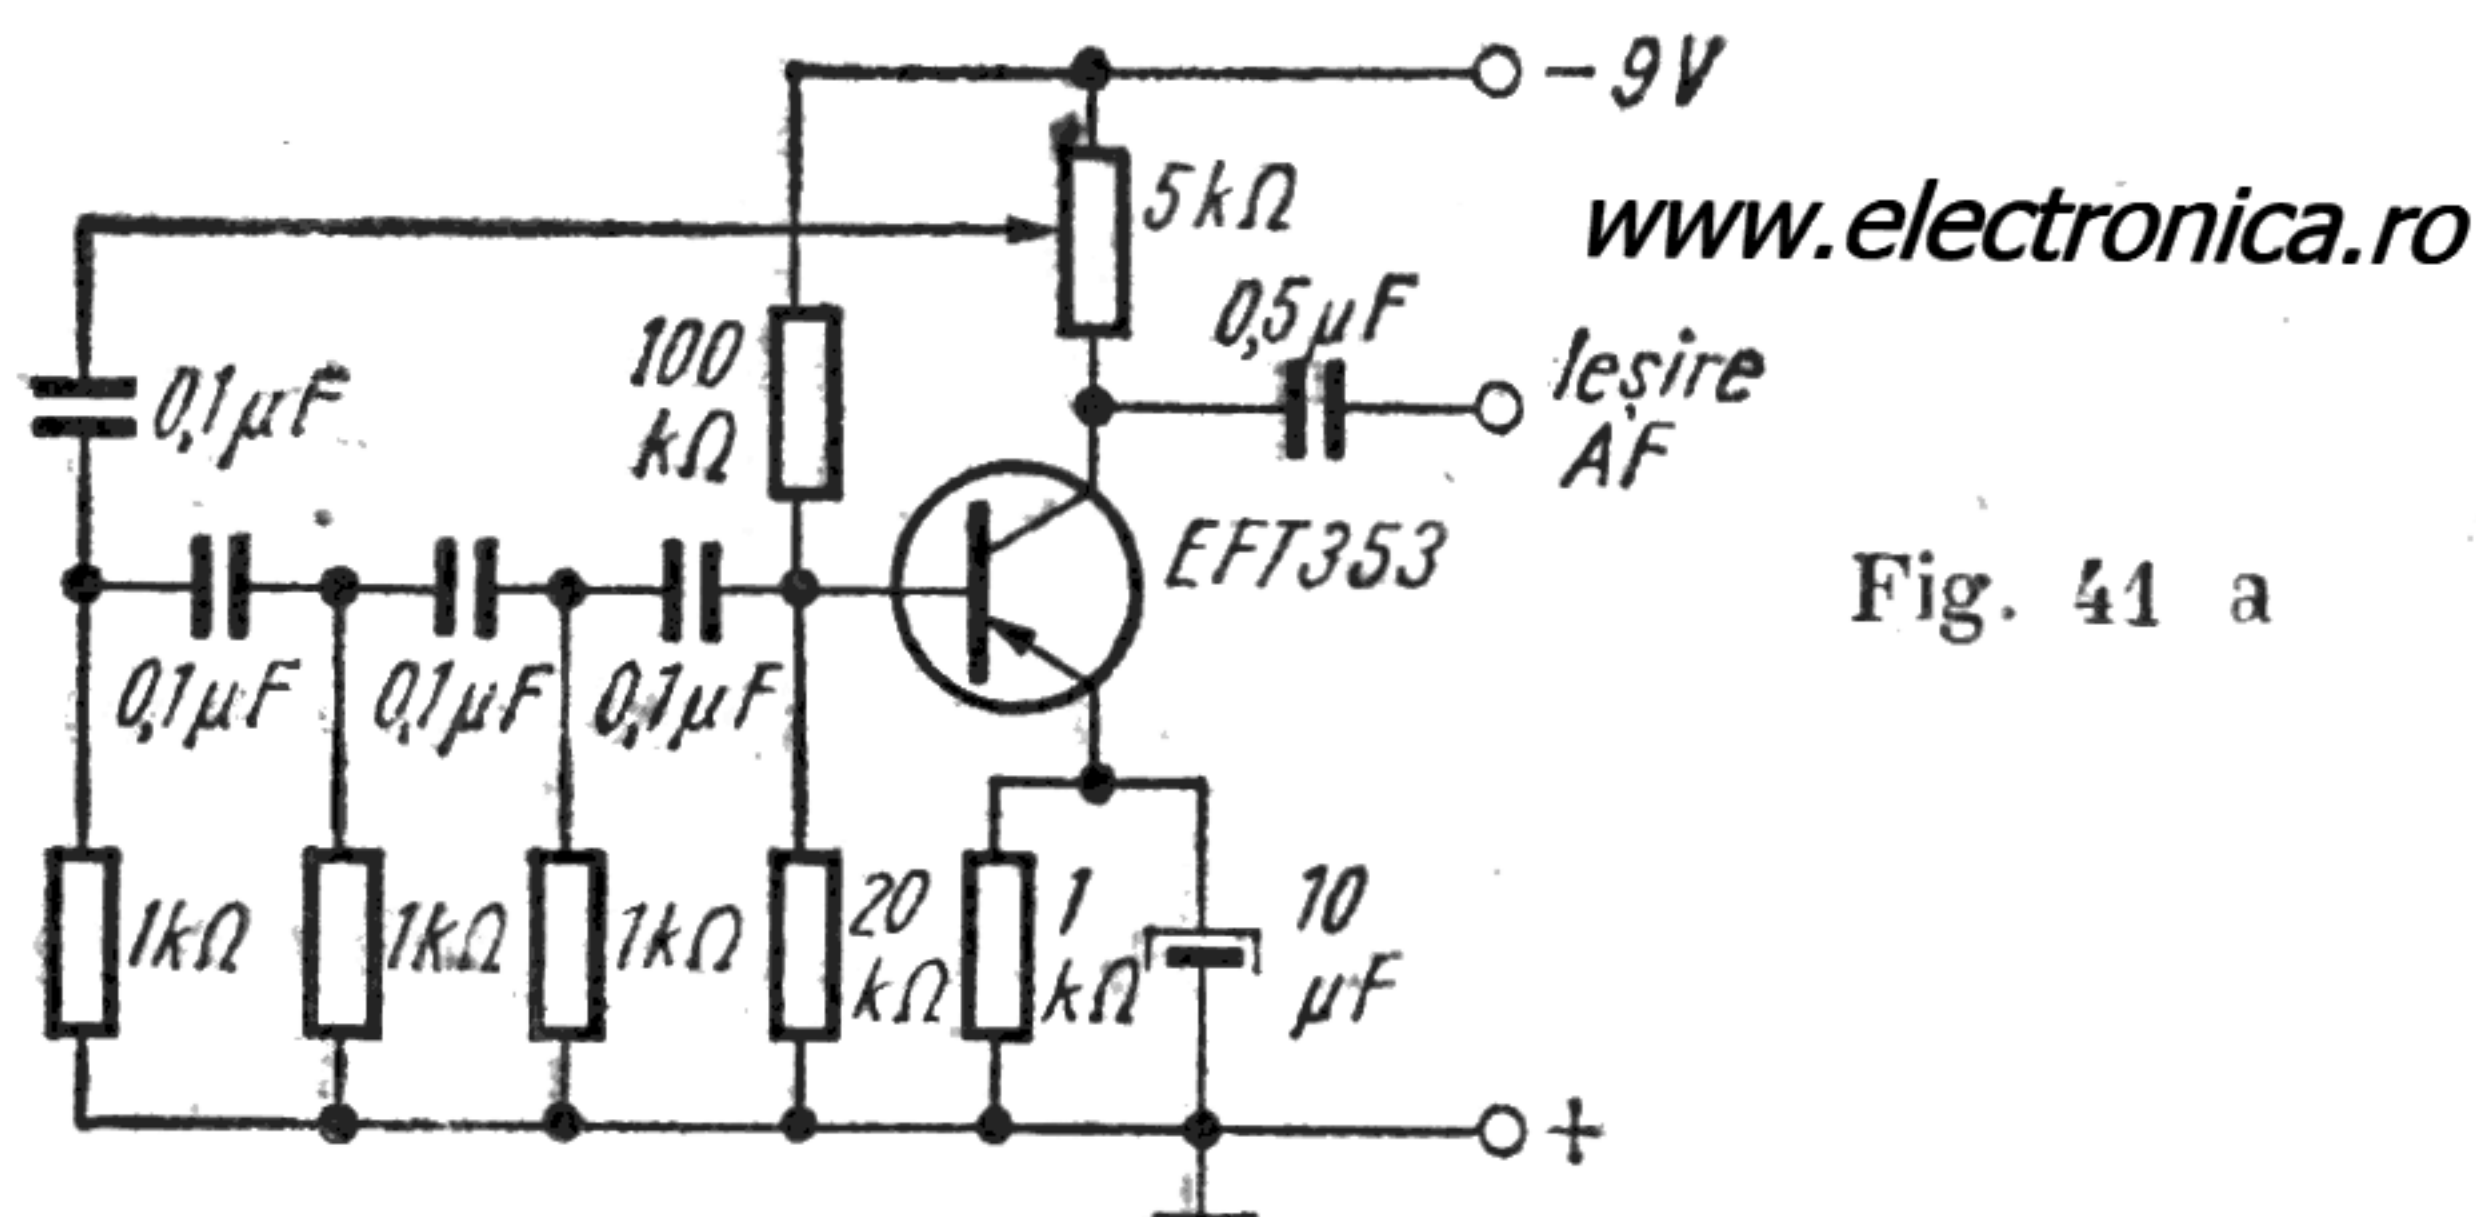 -9V
5kΩ
www.electronica.ro
0,5μF
100
kΩ
Ieșire
AF
0,1μF
EFT353
Fig. 41 a
0,1μF
0,1μF
0,1μF
1kΩ
1kΩ
1kΩ
20
kΩ
1
kΩ
10
μF
+